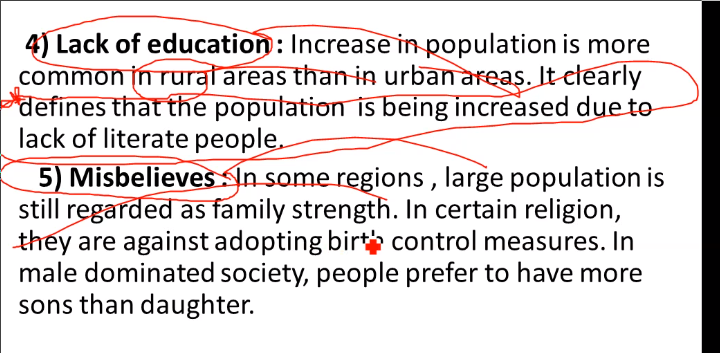 4) Lack of education : Increase in population is more
common in rural areas than in urban areas. It clearly
defines that the population is being increased due to
lack of literate people.
5) Misbelieves : In some regions , large population is
still regarded as family strength. In certain religion,
they are against adopting birth control measures. In
male dominated society, people prefer to have more
sons than daughter.